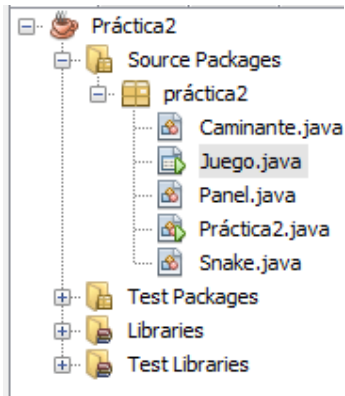 Práctica2
Source Packages
práctica2
Caminante.java
Juego.java
Panel.java
Práctica2.java
Snake.java
Test Packages
Libraries
Test Libraries